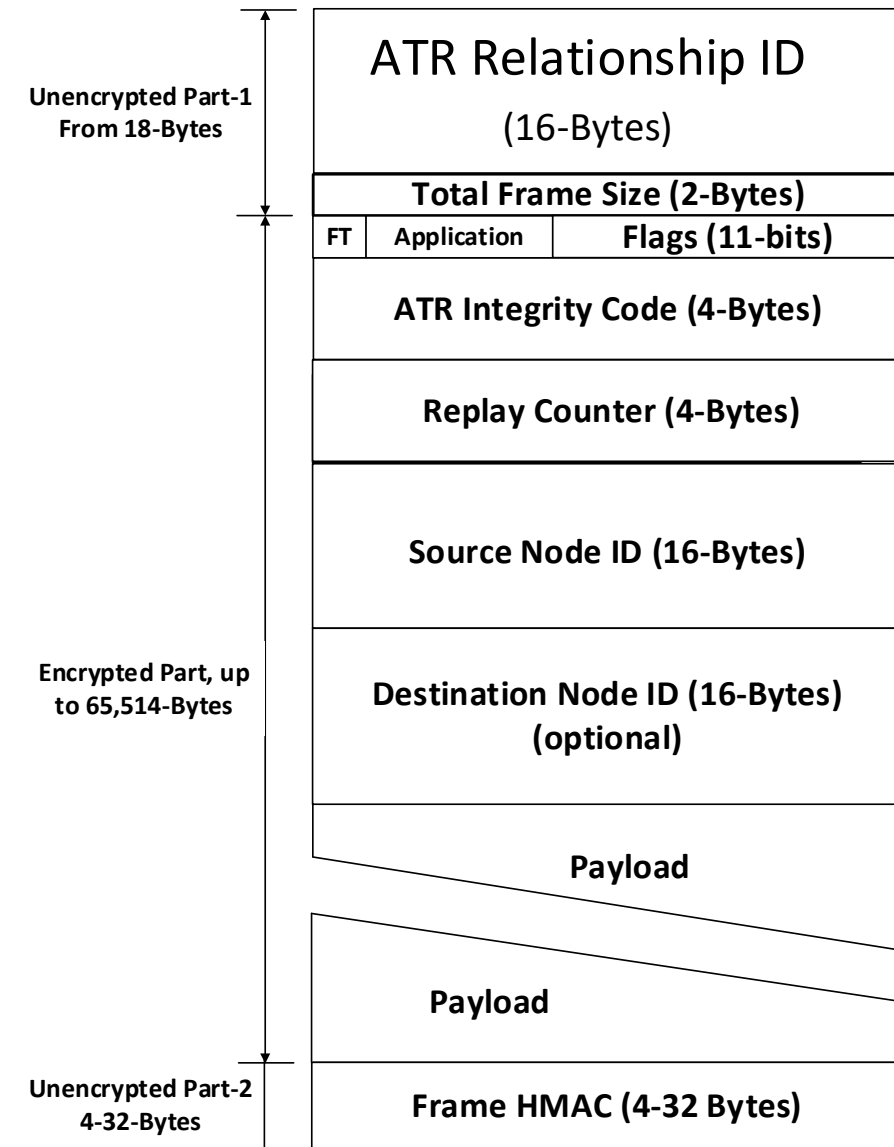 ATR Relationship ID
(16-Bytes)
Unencrypted Part-1
From 18-Bytes
Total Frame Size (2-Bytes)
FT
Application
Flags (11-bits)
ATR Integrity Code (4-Bytes)
Replay Counter (4-Bytes)
Source Node ID (16-Bytes)
Encrypted Part, up
to 65,514-Bytes
Destination Node ID (16-Bytes)
(optional)
Payload
Payload
Unencrypted Part-2
4-32-Bytes
Frame HMAC (4-32 Bytes)